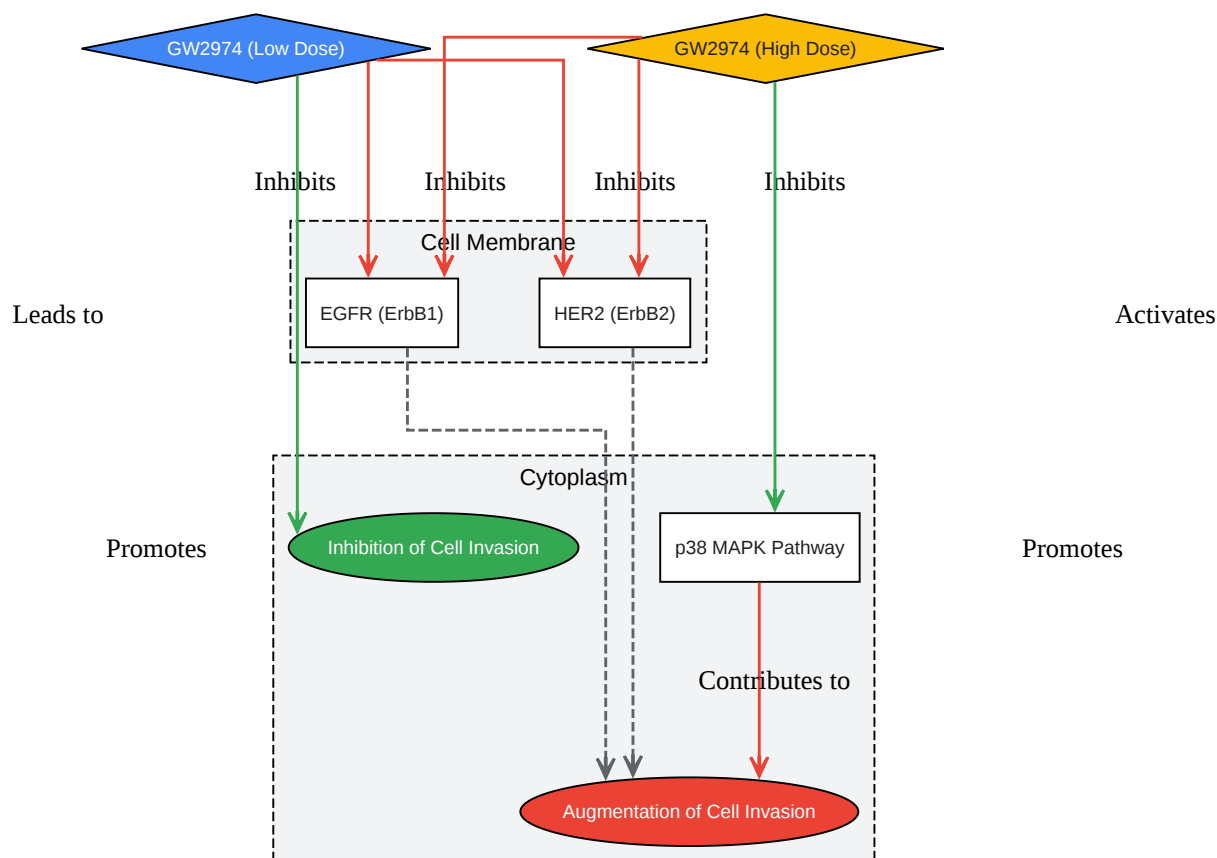 GW2974 (Low Dose)
GW2974 (High Dose)
Inhibits
Inhibits
Inhibits
Inhibits
Cell Membrane
Leads to
EGFR (ErbB1)
HER2 (ErbB2)
Activates
Cytoplasm
Promotes
Inhibition of Cell Invasion
p38 MAPK Pathway
Promotes
Contributes to
Augmentation of Cell Invasion